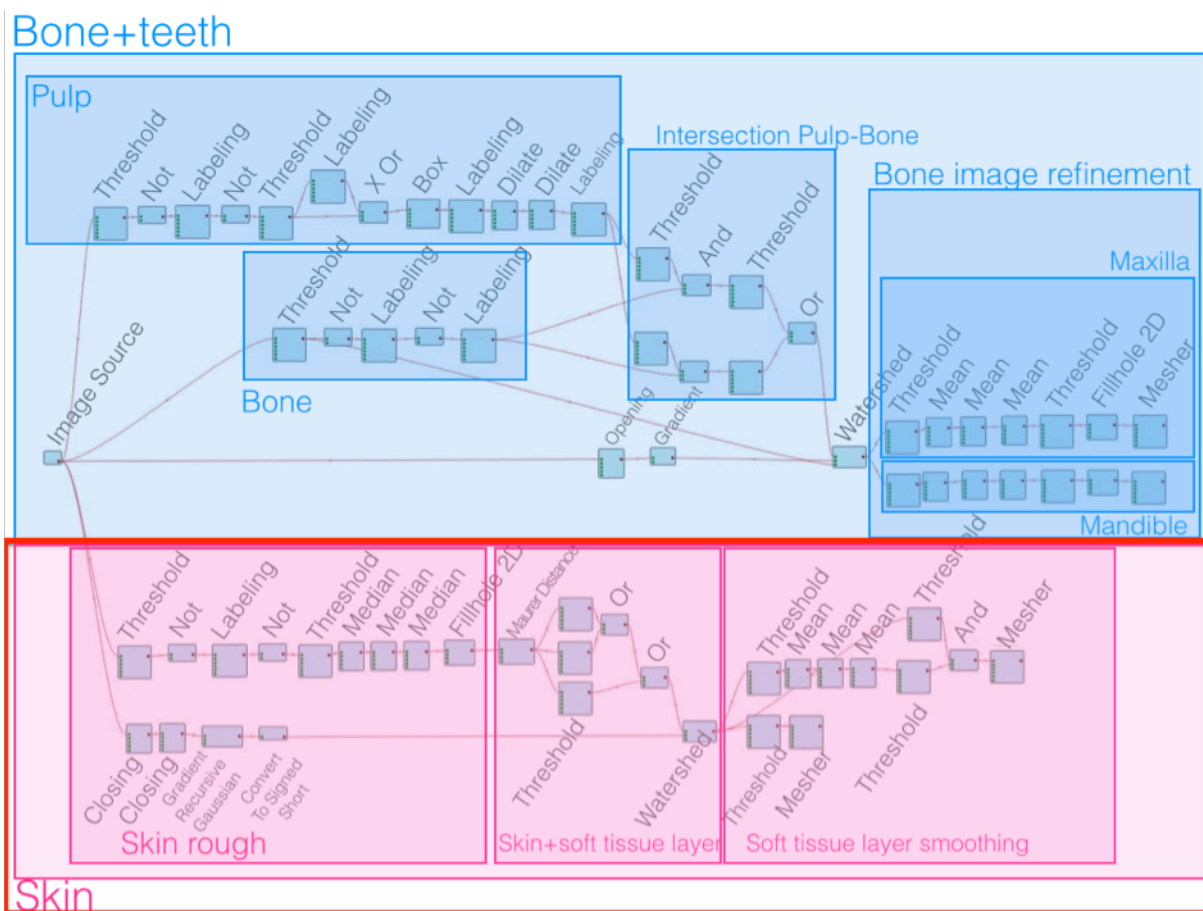 Bone+teeth
Pulp
Threshold
Not
Labeling
Not
Threshold
Labeling
X Or
Box
Labeling
Dilate
Dilate
Labeling
Intersection Pulp-Bone
Threshold
And
Threshold
Or
Bone image refinement
Maxilla
Threshold
Mean
Mean
Mean
Threshold
Fillhole 2D
Mesher
Mandible
Threshold
Not
Labeling
Not
Labeling
Bone
Image Source
Opening
Gradient
Watershed
Threshold
Not
Labeling
Not
Threshold
Median
Median
Median
Fillhole 2D
Closing
Closing
Gradient
Recursive
Gaussian
Convert
To Signed
Short
Skin rough
Maurer Distance
Or
Or
Threshold
Watershed
Skin+soft tissue layer
Threshold
Mean
Mean
Mean
Threshold
And
Mesher
Threshold
Mesher
Threshold
Soft tissue layer smoothing
Skin